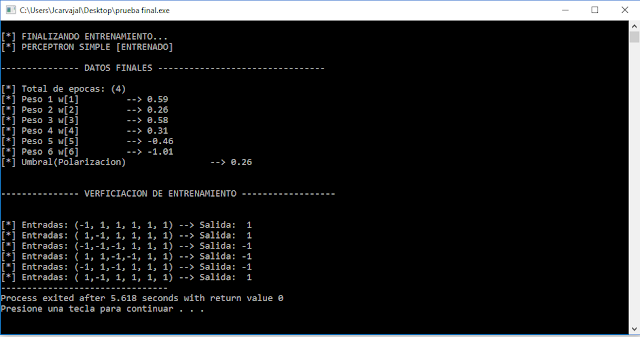 C:\Users\Jcarvajal\Desktop\prueba final.exe
[*] FINALIZANDO ENTRENAMIENTO...
[*] PERCEPTRON SIMPLE [ENTRENADO]
--------------- DATOS FINALES --------------------------------
[*] Total de epocas: (4)
[*] Peso 1 w[1] --> 0.59
[*] Peso 2 w[2] --> 0.26
[*] Peso 3 w[3] --> 0.58
[*] Peso 4 w[4] --> 0.31
[*] Peso 5 w[5] --> -0.46
[*] Peso 6 w[6] --> -1.01
[*] Umbral(Polarizacion) --> 0.26
--------------- VERFICIACION DE ENTRENAMIENTO ------------------
[*] Entradas: (-1, 1, 1, 1, 1, 1) --> Salida: 1
[*] Entradas: ( 1,-1, 1, 1, 1, 1) --> Salida: 1
[*] Entradas: (-1,-1,-1, 1, 1, 1) --> Salida: -1
[*] Entradas: ( 1, 1,-1,-1, 1, 1) --> Salida: -1
[*] Entradas: (-1, 1, 1, 1, 1, 1) --> Salida: 1
[*] Entradas: ( 1,-1, 1, 1, 1, 1) --> Salida: 1
--------------------------------
Process exited after 5.618 seconds with return value 0
Presione una tecla para continuar . . .